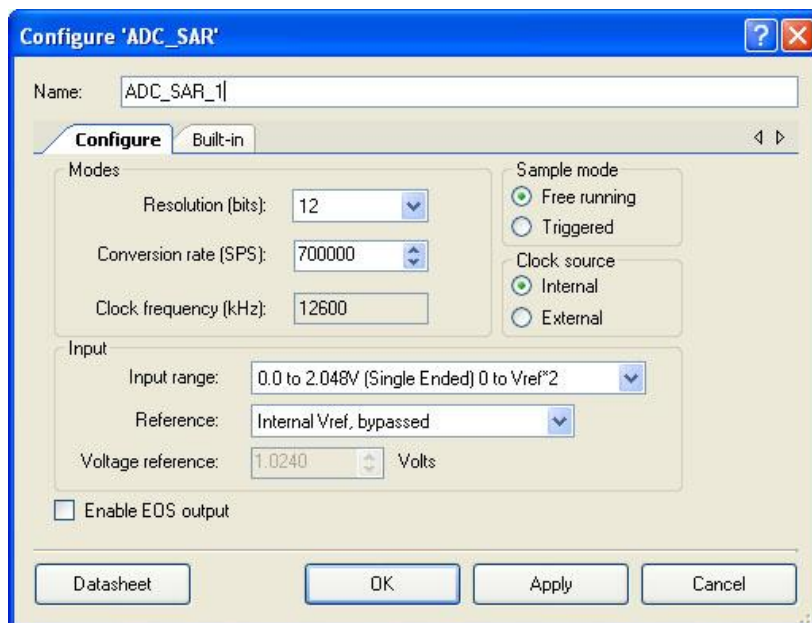 Configure 'ADC_SAR'
Name: ADC_SAR_1
Configure Built-in
Modes
Resolution (bits): 12
Conversion rate (SPS): 700000
Clock frequency (kHz): 12600
Sample mode
Free running
Triggered
Clock source
Internal
External
Input
Input range: 0.0 to 2.048V (Single Ended) 0 to Vref*2
Reference: Internal Vref, bypassed
Voltage reference: 1.0240 Volts
Enable EOS output
Datasheet OK Apply Cancel